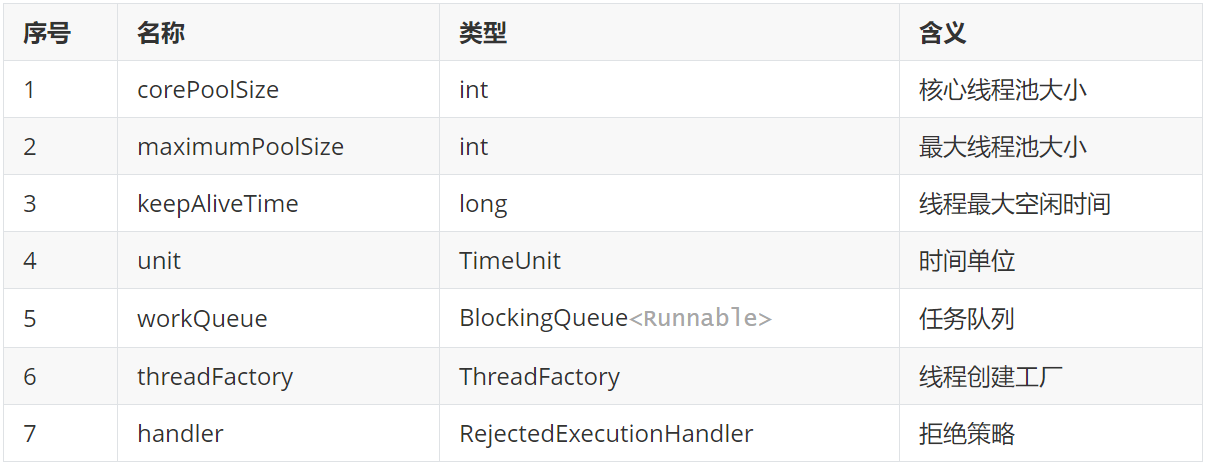 序号 名称 类型 含义
1 corePoolSize int 核心线程池大小
2 maximumPoolSize int 最大线程池大小
3 keepAliveTime long 线程最大空闲时间
4 unit TimeUnit 时间单位
5 workQueue BlockingQueue<Runnable> 任务队列
6 threadFactory ThreadFactory 线程创建工厂
7 handler RejectedExecutionHandler 拒绝策略